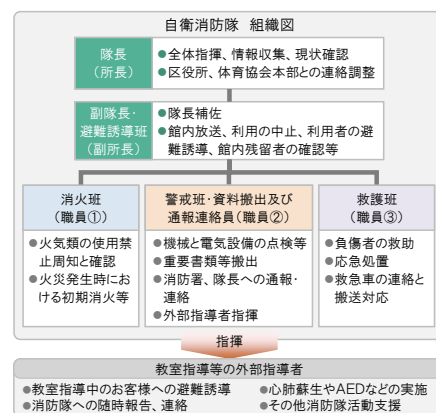 自衛消防隊 組織図
隊長
(所長)
●全体指揮、情報収集、現状確認
●区役所、体育協会本部との連絡調整
副隊長・
避難誘導班
(副所長)
●隊長補佐
●館内放送、利用の中止、利用者の避
難誘導、館内残留者の確認等
消火班
(職員①)
●火気類の使用禁
止周知と確認
●火災発生時にお
ける初期消火等
警戒班・資料搬出及び
通報連絡員(職員②)
●機械と電気設備の点検等
●重要書類等搬出
●消防署、隊長への通報・
連絡
●外部指導者指揮
救護班
(職員③)
●負傷者の救助
●応急処置
●救急車の連絡と
搬送対応
指揮
教室指導等の外部指導者
●教室指導中のお客様への避難誘導
●消防隊への随時報告、連絡
●心肺蘇生やAEDなどの実施
●その他消防隊活動支援